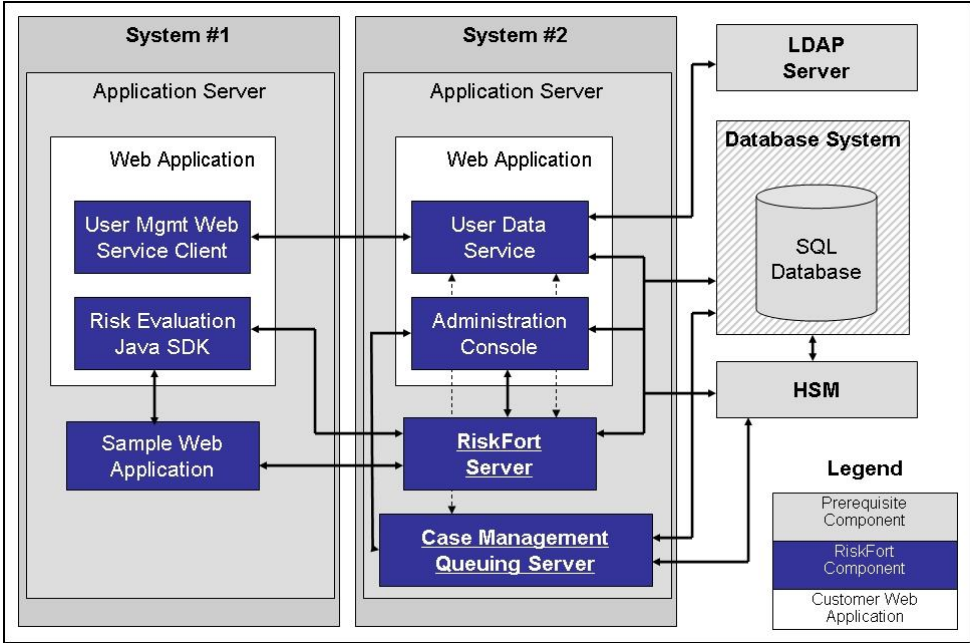 System #1
Application Server
Web Application
User Mgmt Web
Service Client
Risk Evaluation
Java SDK
Sample Web
Application
System #2
Application Server
Web Application
User Data
Service
Administration
Console
RiskFort
Server
Case Management
Queuing Server
LDAP
Server
Database System
SQL
Database
HSM
Legend
Prerequisite
Component
RiskFort
Component
Customer Web
Application